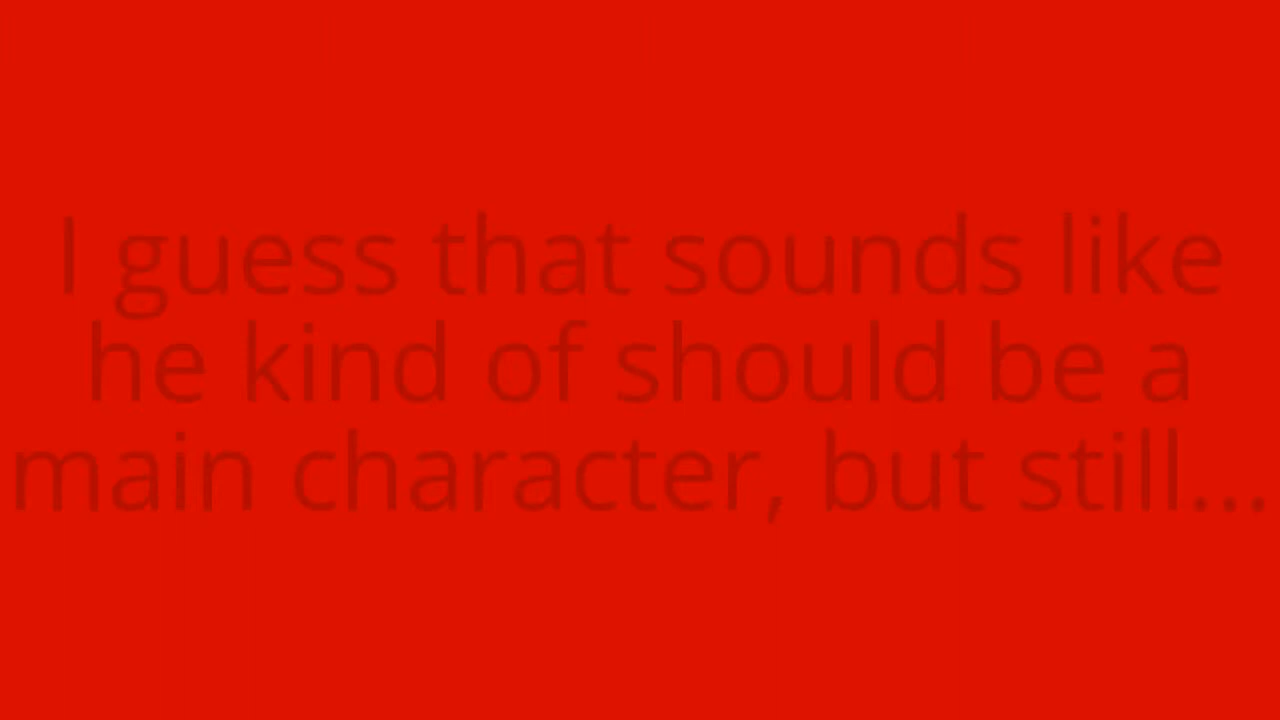 I guess that sounds like
he kind of should be a
main character, but still...